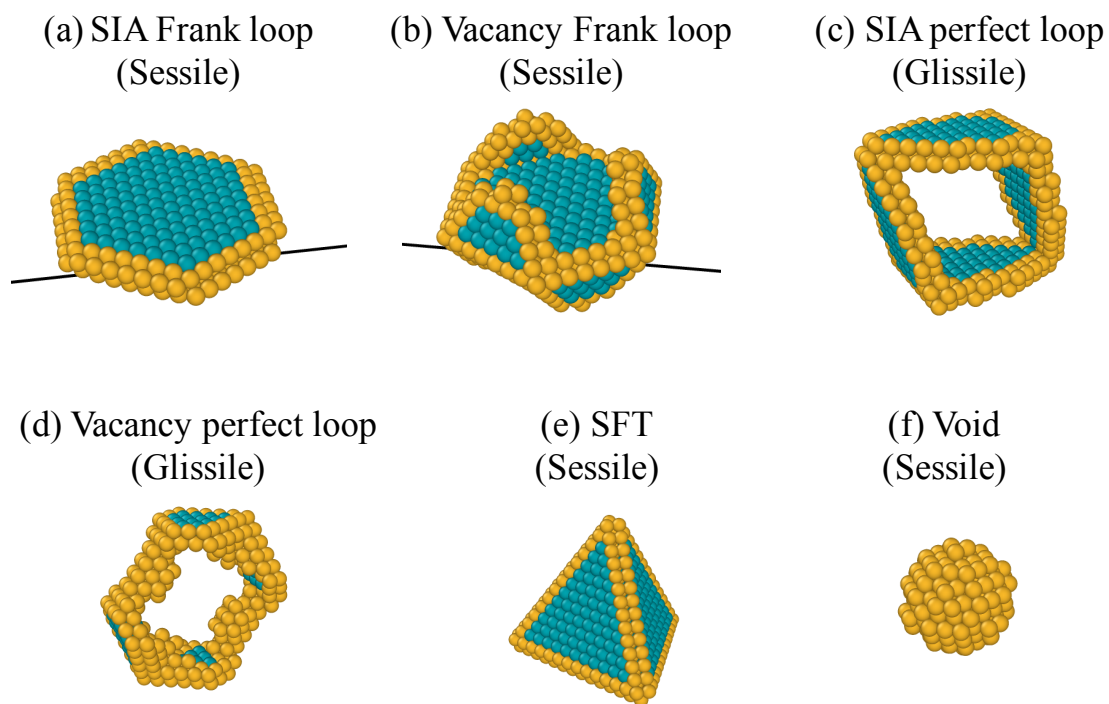 (a) SIA Frank loop
(Sessile)
(b) Vacancy Frank loop
(Sessile)
(c) SIA perfect loop
(Glissile)
(d) Vacancy perfect loop
(Glissile)
(e) SFT
(Sessile)
(f) Void
(Sessile)